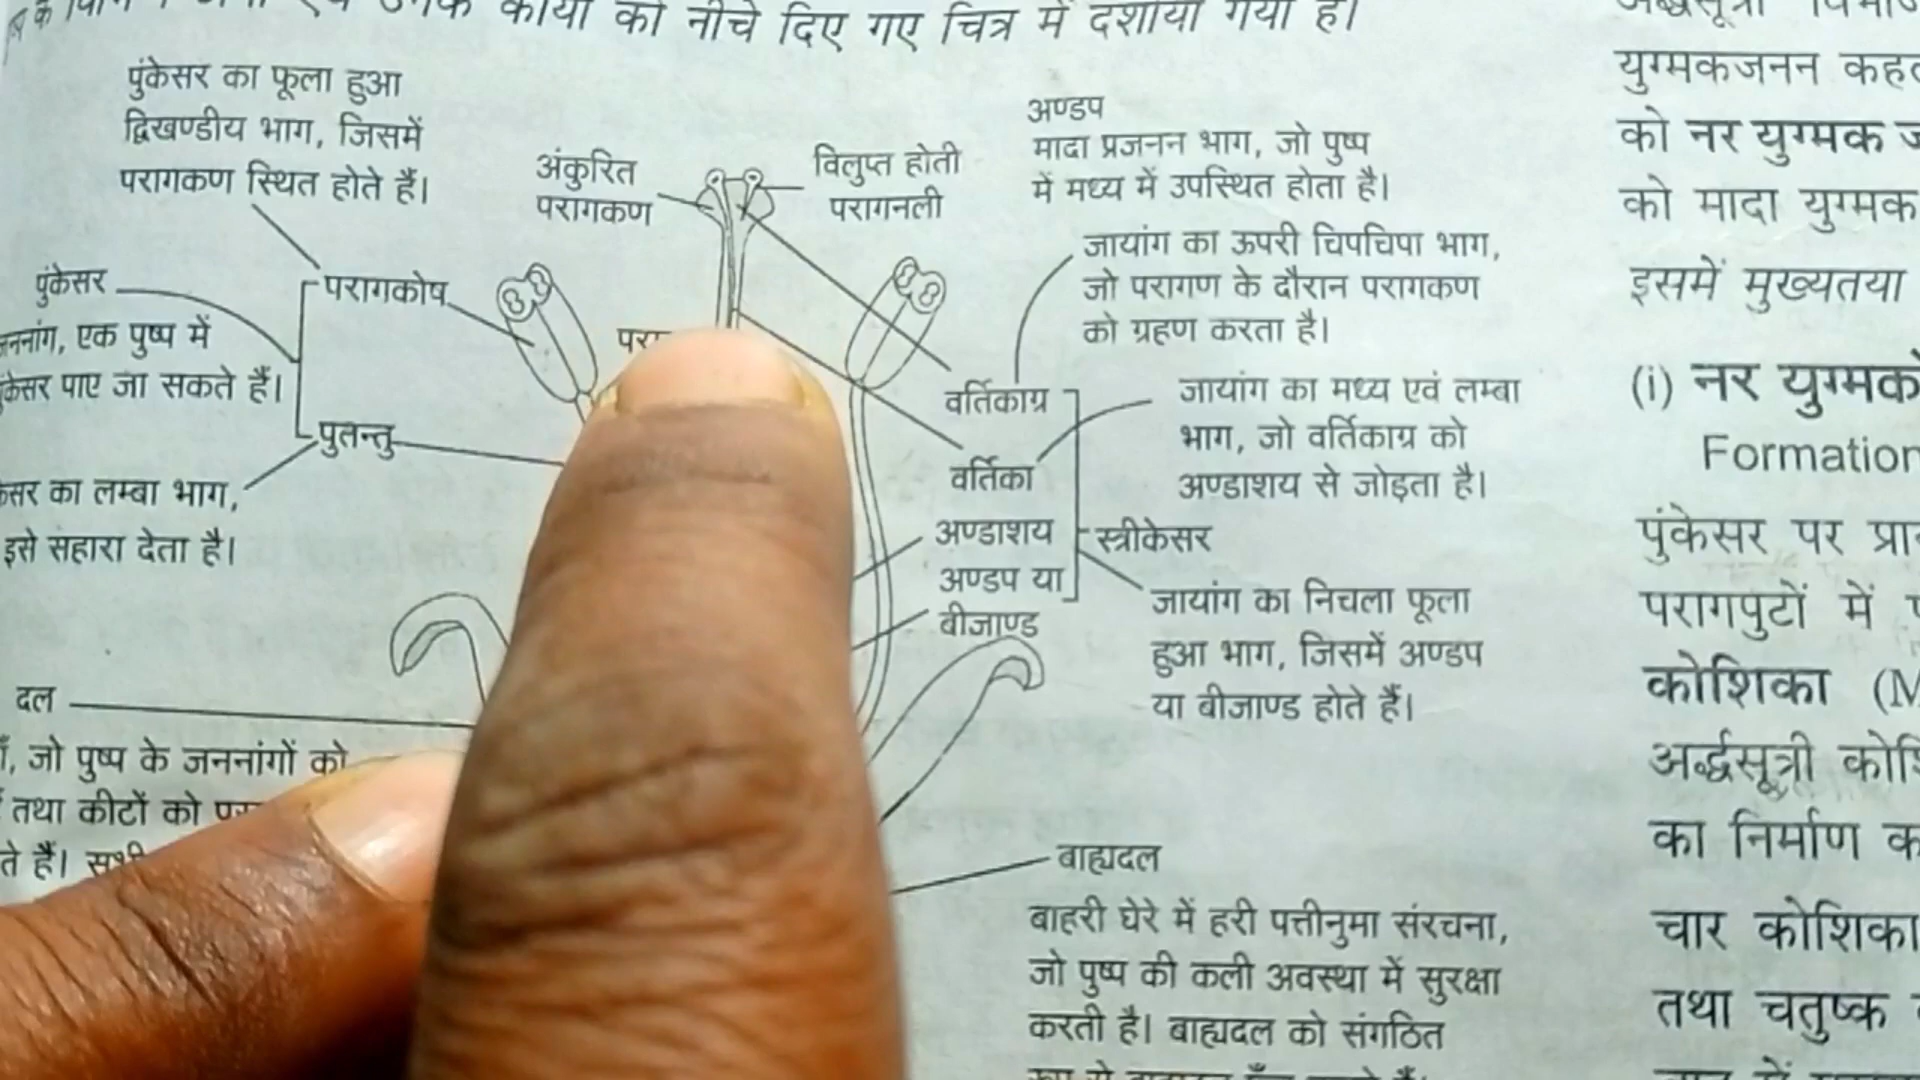 को नीचे दिए गए चित्र में दर्शाया गया है।
पुंकेसर का फूला हुआ
द्विखण्डीय भाग, जिसमें
परागकण स्थित होते हैं।
अंकुरित
परागकण
विलुप्त होती
परागनली
अण्डप
मादा प्रजनन भाग, जो पुष्प
में मध्य में उपस्थित होता है।
जायांग का ऊपरी चिपचिपा भाग,
जो परागण के दौरान परागकण
को ग्रहण करता है।
पुंकेसर
परागकोष
एक पुष्प में
पाए जा सकते हैं।
पुतन्तु
का लम्बा भाग,
इसे सहारा देता है।
वर्तिकाग्र
जायांग का मध्य एवं लम्बा
भाग, जो वर्तिकाग्र को
अण्डाशय से जोड़ता है।
वर्तिका
अण्डाशय
अण्डप या
बीजाण्ड
स्त्रीकेसर
जायांग का निचला फूला
हुआ भाग, जिसमें अण्डप
या बीजाण्ड होते हैं।
दल
जो पुष्प के जननांगों को
तथा कीटों को
हैं।
बाह्यदल
बाहरी घेरे में हरी पत्तीनुमा संरचना,
जो पुष्प की कली अवस्था में सुरक्षा
करती है। बाह्यदल को संगठित
युग्मकजनन
को नर युग्मक
को मादा युग्मक
इसमें मुख्यतया
(i) नर
Formation
पुंकेसर पर
परागपुटों में
कोशिका
अर्द्धसूत्री
का निर्माण
चार कोशिका
तथा चतुष्क